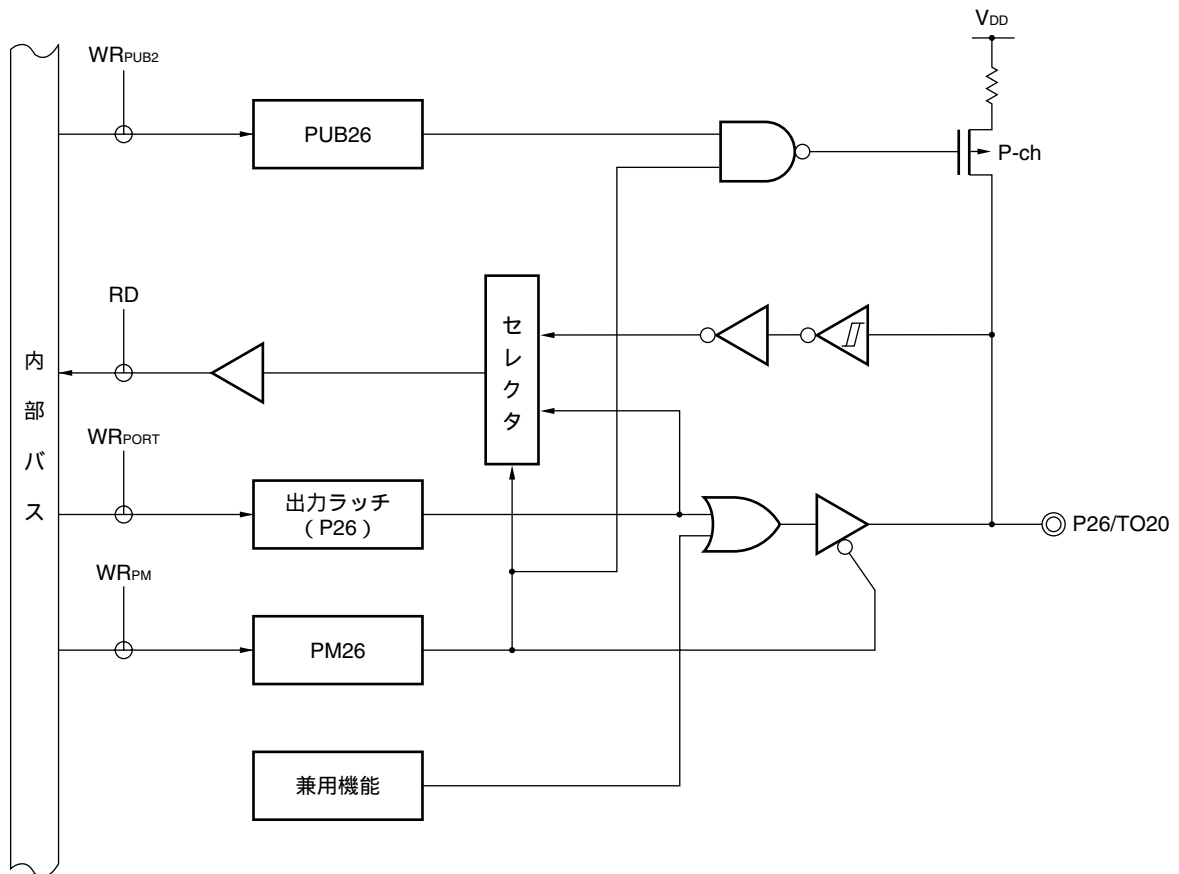 VDD
WRPUB2
PUB26
P-ch
RD
セレクタ
内部バス
WRPORT
出力ラッチ
(P26)
P26/TO20
WRPM
PM26
兼用機能